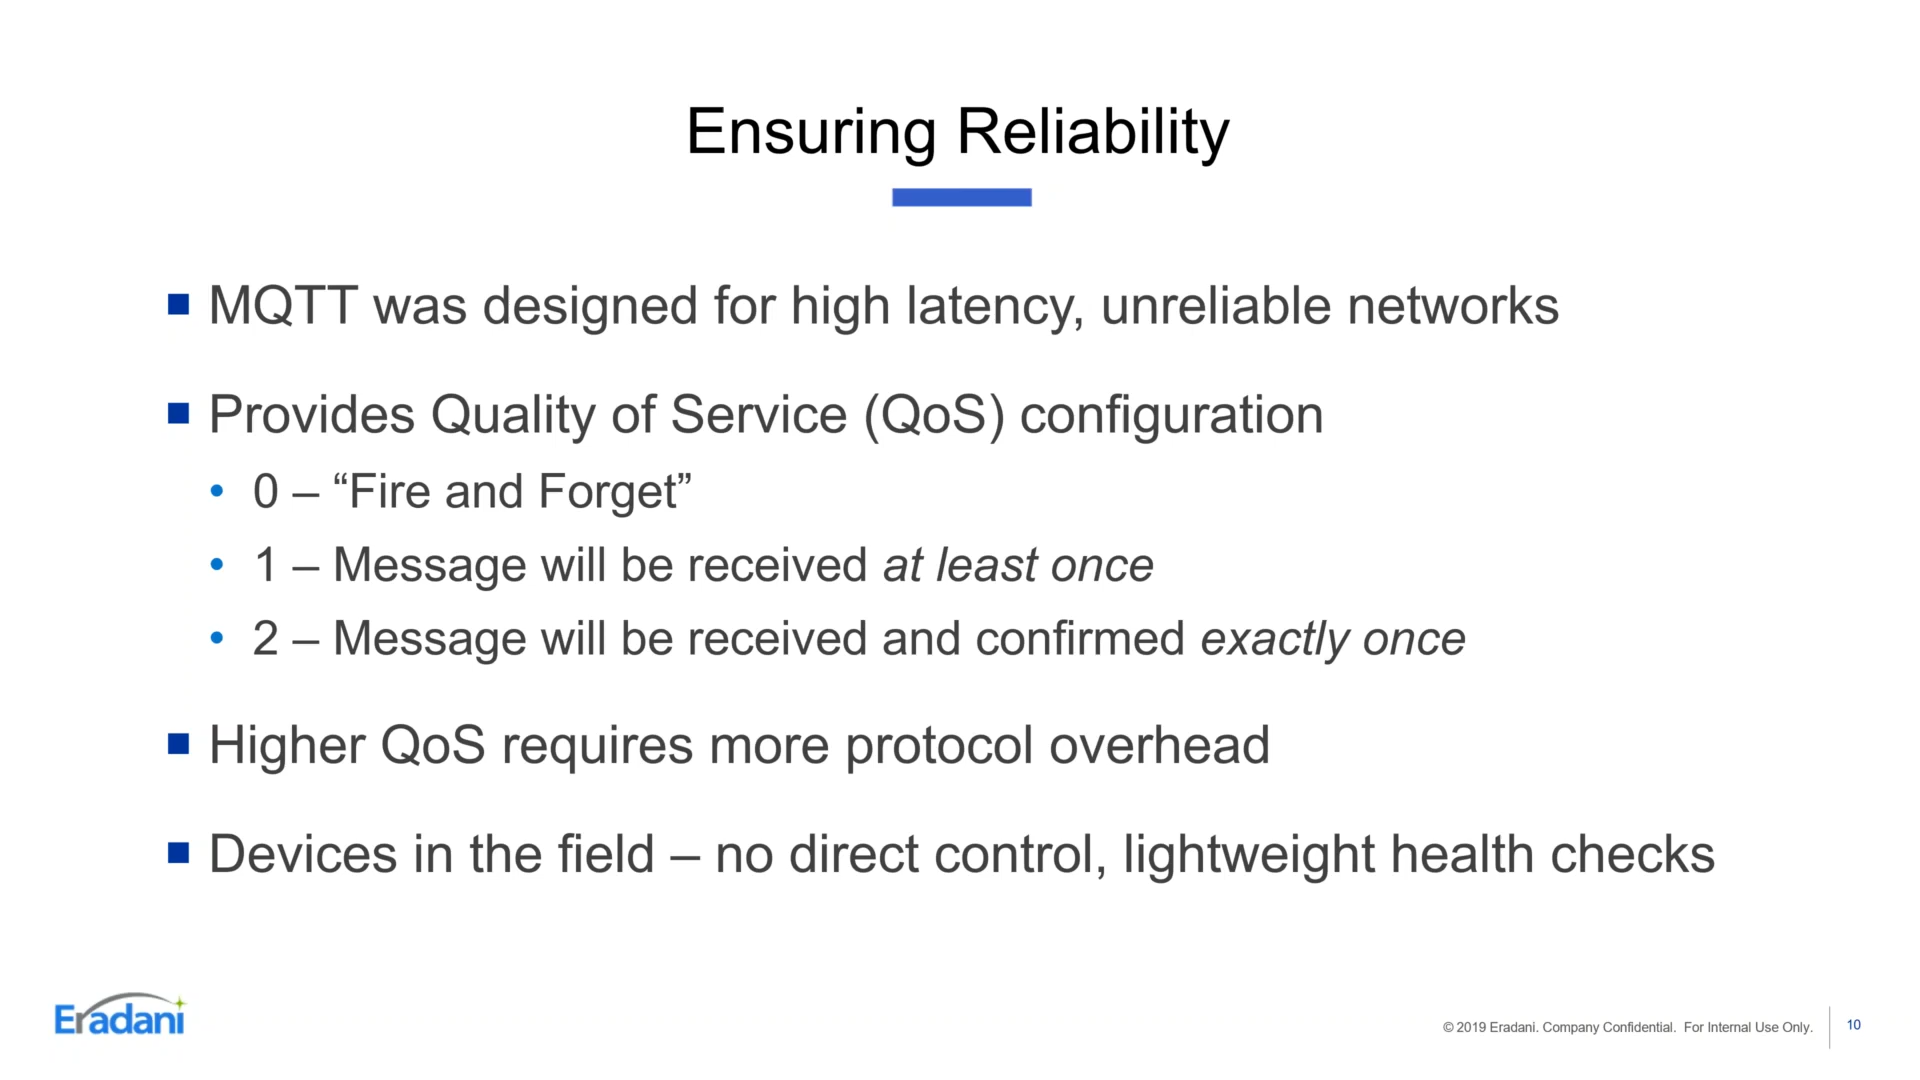 Ensuring Reliability
MQTT was designed for high latency, unreliable networks
Provides Quality of Service (QoS) configuration
0 – “Fire and Forget”
1 – Message will be received at least once
2 – Message will be received and confirmed exactly once
Higher QoS requires more protocol overhead
Devices in the field – no direct control, lightweight health checks
Eradani
© 2019 Eradani. Company Confidential. For Internal Use Only.
10